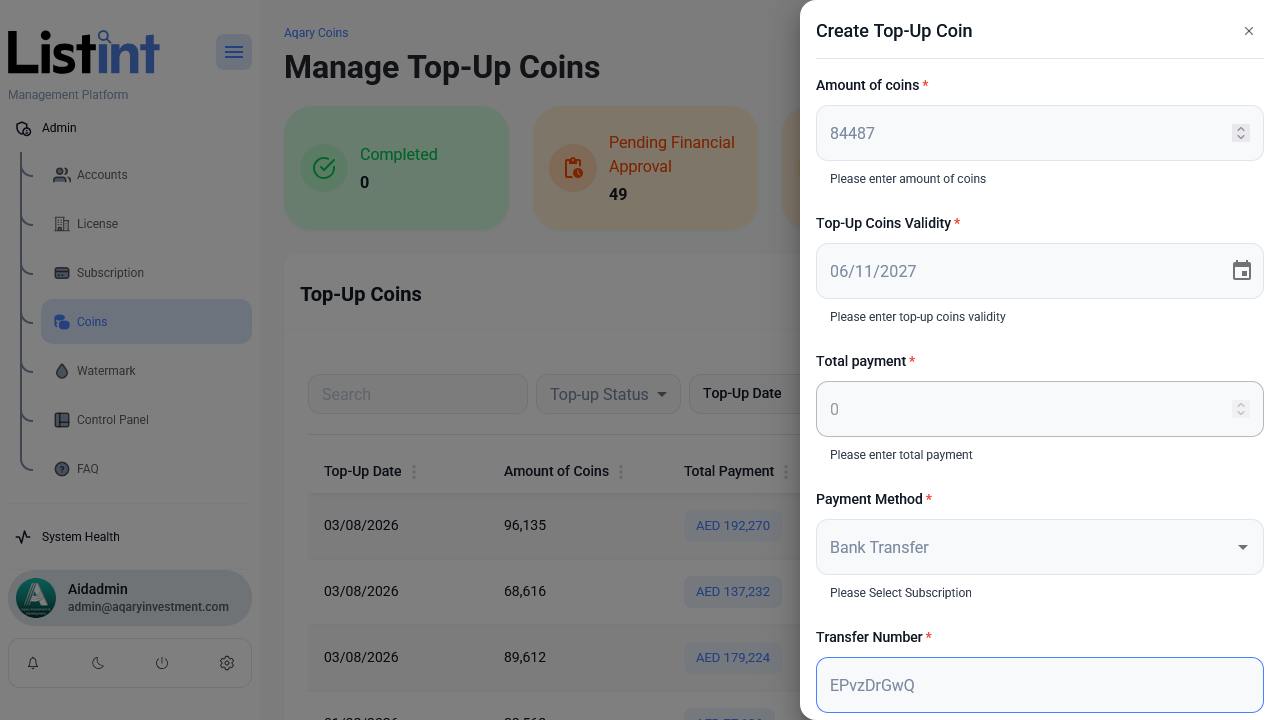 Listint
Management Platform
Admin
Accounts
License
Subscription
Coins
Watermark
Control Panel
FAQ
System Health
Aidadmin
admin@aqaryinvestment.com
Aqary Coins
Manage Top-Up Coins
Completed
0
Pending Financial
Approval
49
Top-Up Coins
Search
Top-up Status
Top-Up Date
Top-Up Date
Amount of Coins
Total Payment
03/08/2026
96,135
AED 192,270
03/08/2026
68,616
AED 137,232
03/08/2026
89,612
AED 179,224
Create Top-Up Coin
Amount of coins *
84487
Please enter amount of coins
Top-Up Coins Validity *
06/11/2027
Please enter top-up coins validity
Total payment *
0
Please enter total payment
Payment Method *
Bank Transfer
Please Select Subscription
Transfer Number *
EPvzDrGwQ